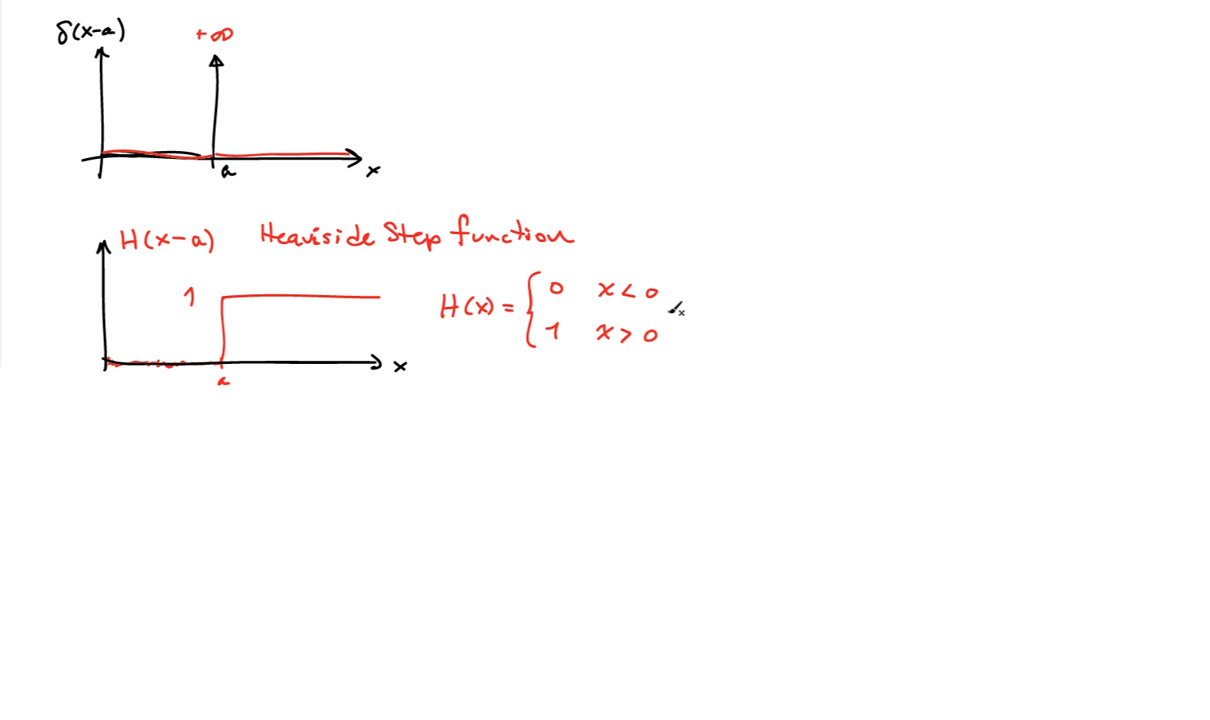 δ(x-a) +∞
a
x
H(x-a) Heaviside Step function
1
H(x) = { 0 x < 0
1 x > 0
x
a